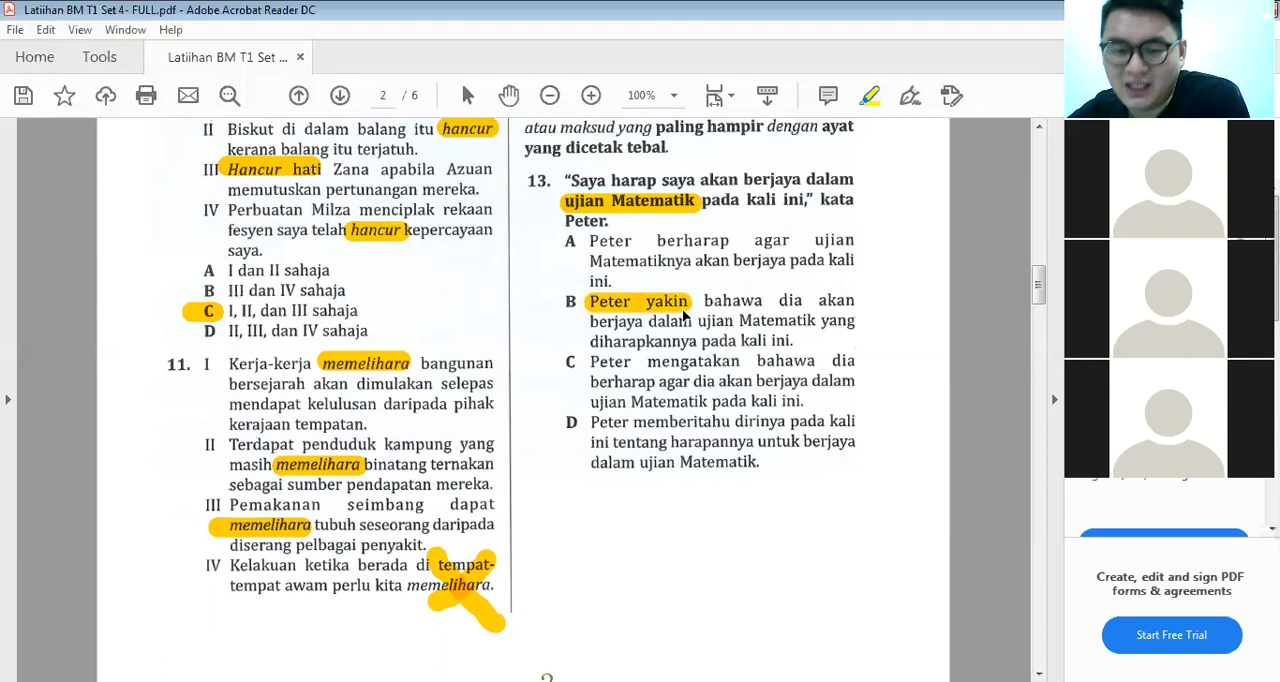 Latiihan BM T1 Set 4- FULL.pdf - Adobe Acrobat Reader DC
File Edit View Window Help
Home Tools Latiihan BM T1 Set ... ×
2 / 6 100%
II Biskut di dalam balang itu hancur
kerana balang itu terjatuh.
III Hancur hati Zana apabila Azuan
memutuskan pertunangan mereka.
IV Perbuatan Milza menciplak rekaan
fesyen saya telah hancur kepercayaan
saya.
A I dan II sahaja
B III dan IV sahaja
C I, II, dan III sahaja
D II, III, dan IV sahaja
11. I Kerja-kerja memelihara bangunan
bersejarah akan dimulakan selepas
mendapat kelulusan daripada pihak
kerajaan tempatan.
II Terdapat penduduk kampung yang
masih memelihara binatang ternakan
sebagai sumber pendapatan mereka.
III Pemakanan seimbang dapat
memelihara tubuh seseorang daripada
diserang pelbagai penyakit.
IV Kelakuan ketika berada di tempat-
tempat awam perlu kita memelihara.
atau maksud yang paling hampir dengan ayat
yang dicetak tebal.
13. “Saya harap saya akan berjaya dalam
ujian Matematik pada kali ini,” kata
Peter.
A Peter berharap agar ujian
Matematiknya akan berjaya pada kali
ini.
B Peter yakin bahawa dia akan
berjaya dalam ujian Matematik yang
diharapkannya pada kali ini.
C Peter mengatakan bahawa dia
berharap agar dia akan berjaya dalam
ujian Matematik pada kali ini.
D Peter memberitahu dirinya pada kali
ini tentang harapannya untuk berjaya
dalam ujian Matematik.
2
Create, edit and sign PDF
forms & agreements
Start Free Trial